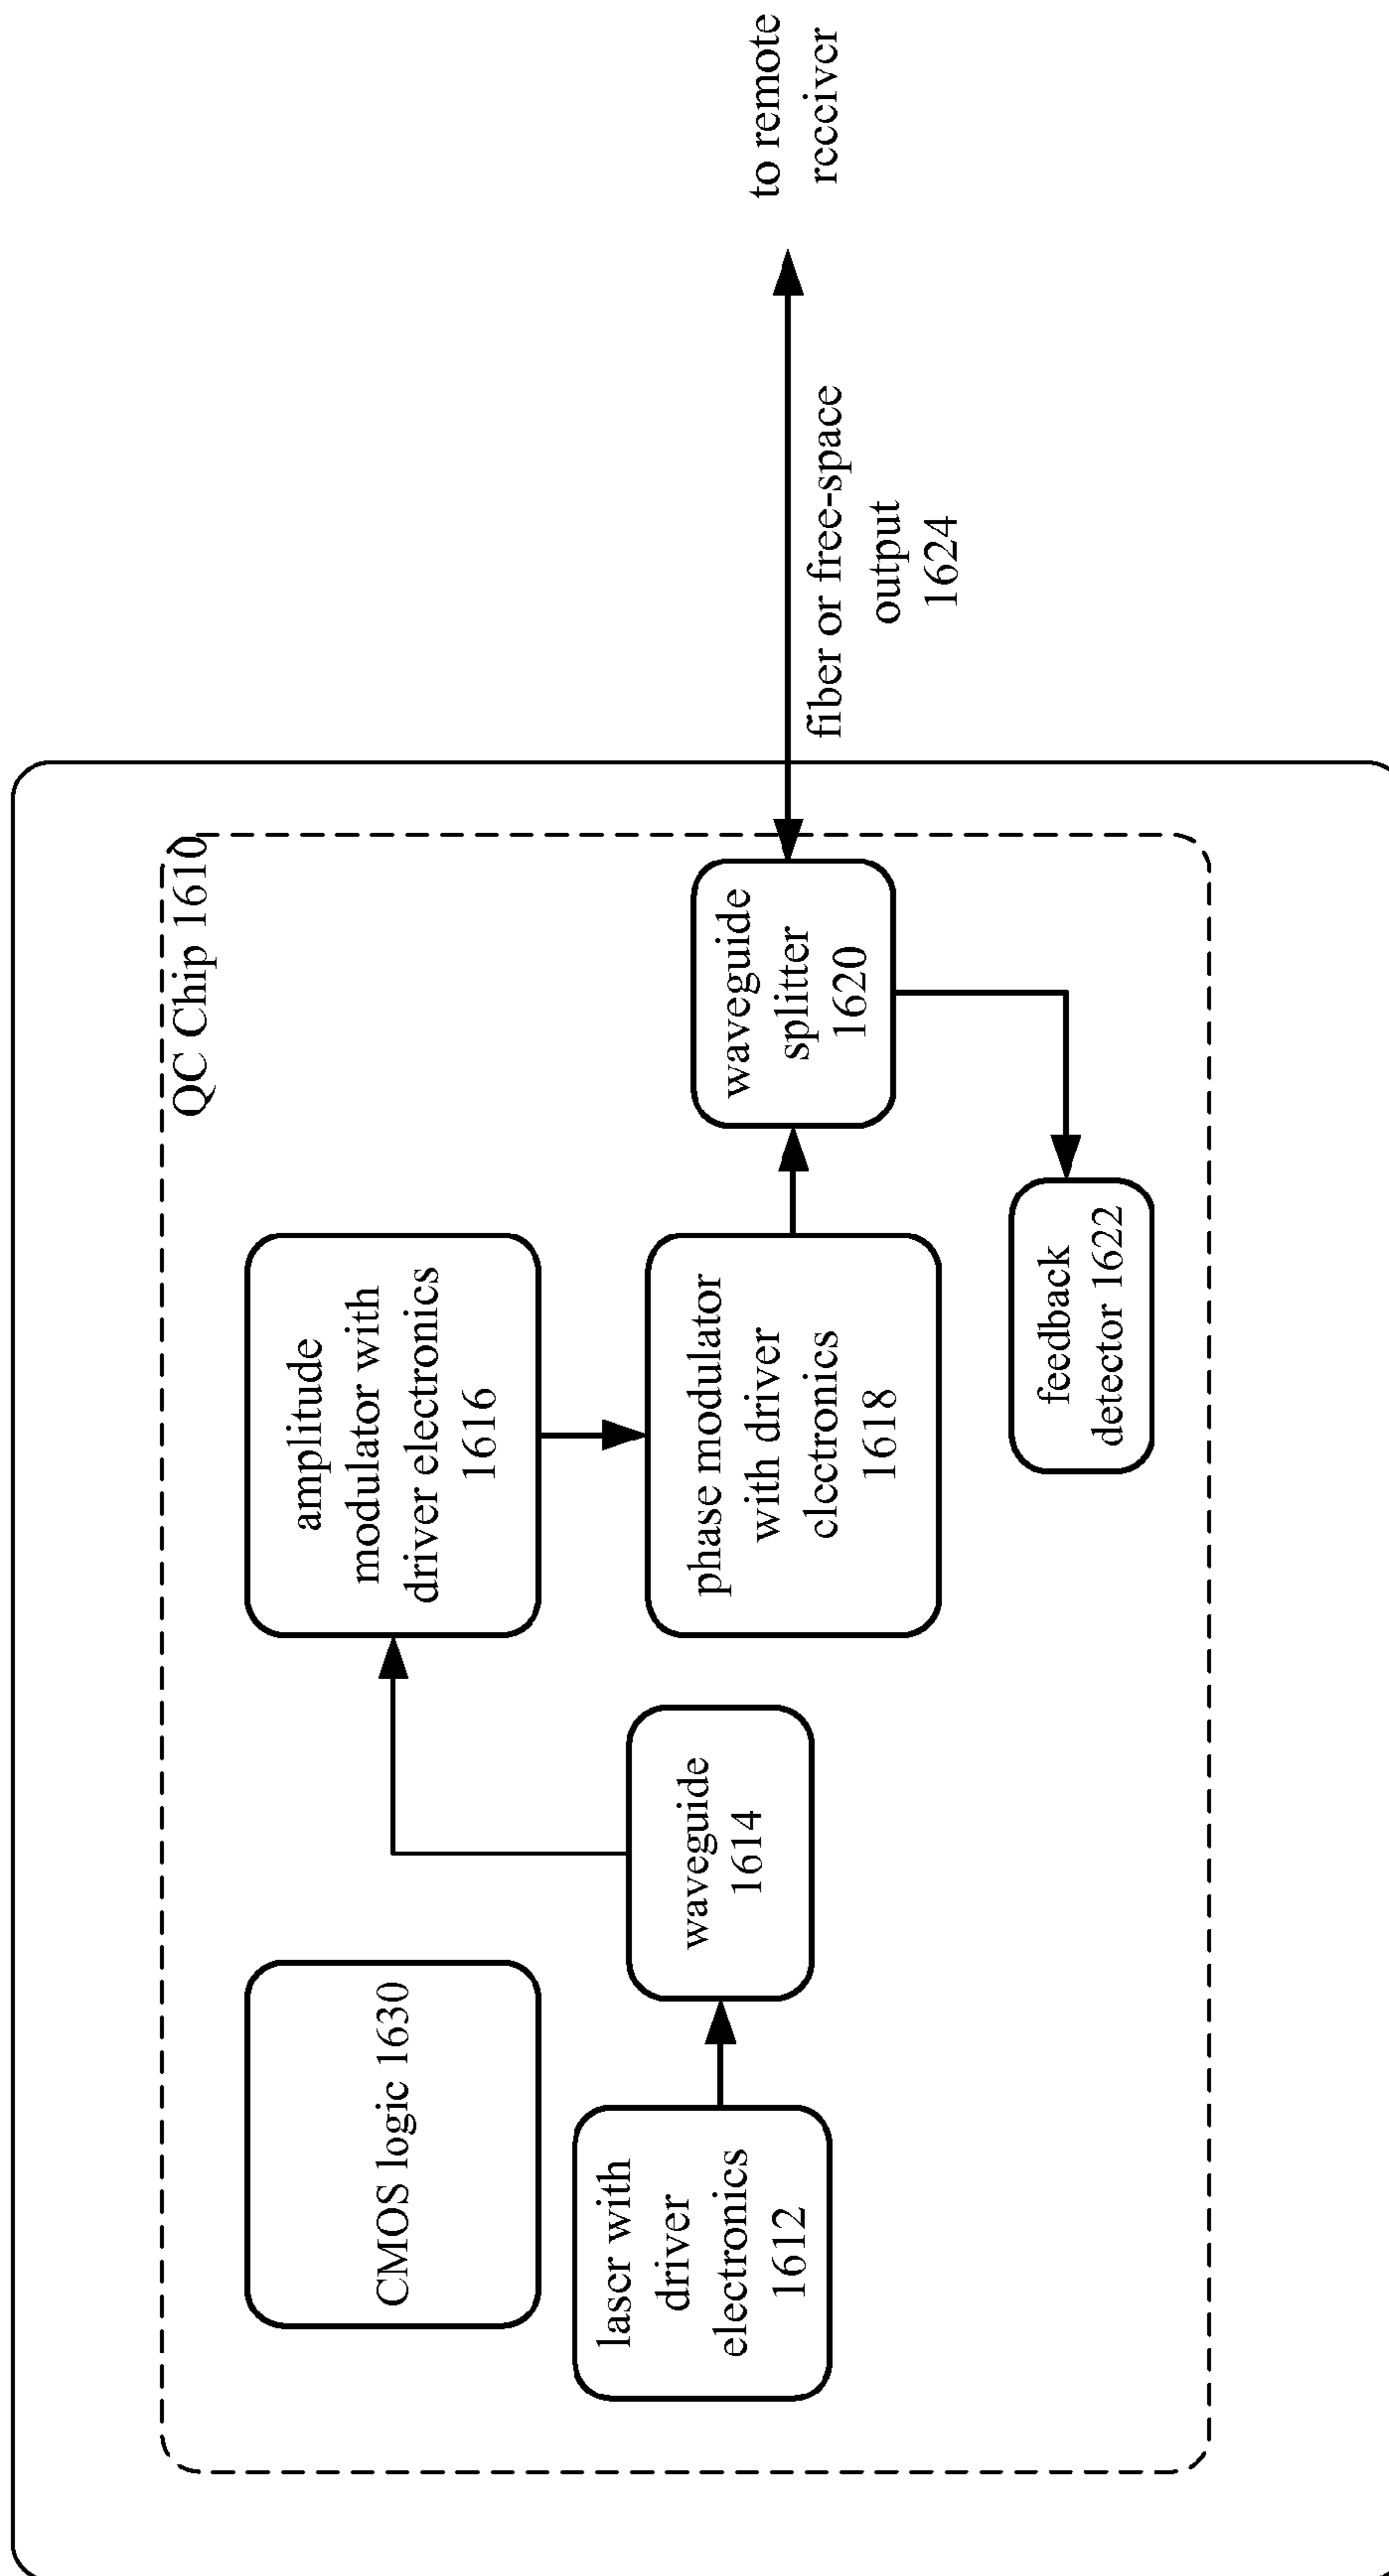 QC Chip 1610
CMOS logic 1630
amplitude
modulator with
driver electronics
1616
lascr with
driver
electronics
1612
waveguide
1614
phase modulator
with driver
clcctronics
1618
waveguide
splitter
1620
feedback
detector 1622
fiber or free-space
output
1624
to remote
rcccivcr